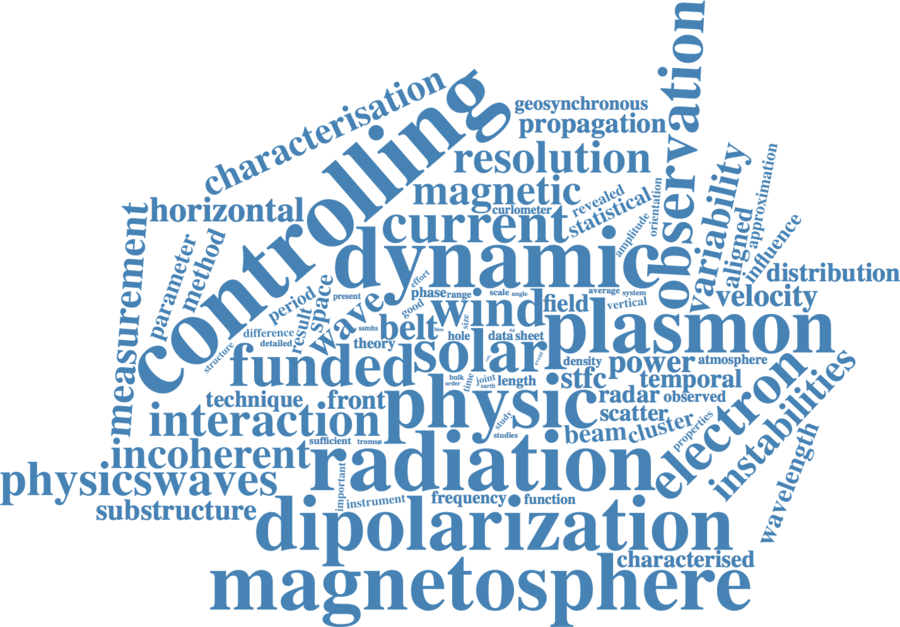 observation
controlling
characterisation
geosynchronous
propagation
resolution
magnetic
horizontal
curlometer
revealed
statistical
orientation
amplitude
current
variability
aligned
approximation
influence
measurement
parameter
method
dynamic
distribution
velocity
effort
period
space
present
phase
range
scale
angle
average
system
vertical
good
wave
wind
field
plasmon
result
difference
detailed
structure
theory
belt
size
hole
data
sheet
solar
density
power
atmosphere
funded
bulk
order
time
joint
earth
length
event
stfc
temporal
electron
instabilities
technique
front
physic
radar
observed
interaction
scatter
study
studies
beam
cluster
properties
sufficient
tromsø
incoherent
radiation
wavelength
physicswaves
important
instrument
frequency
function
substructure
dipolarization
characterised
magnetosphere